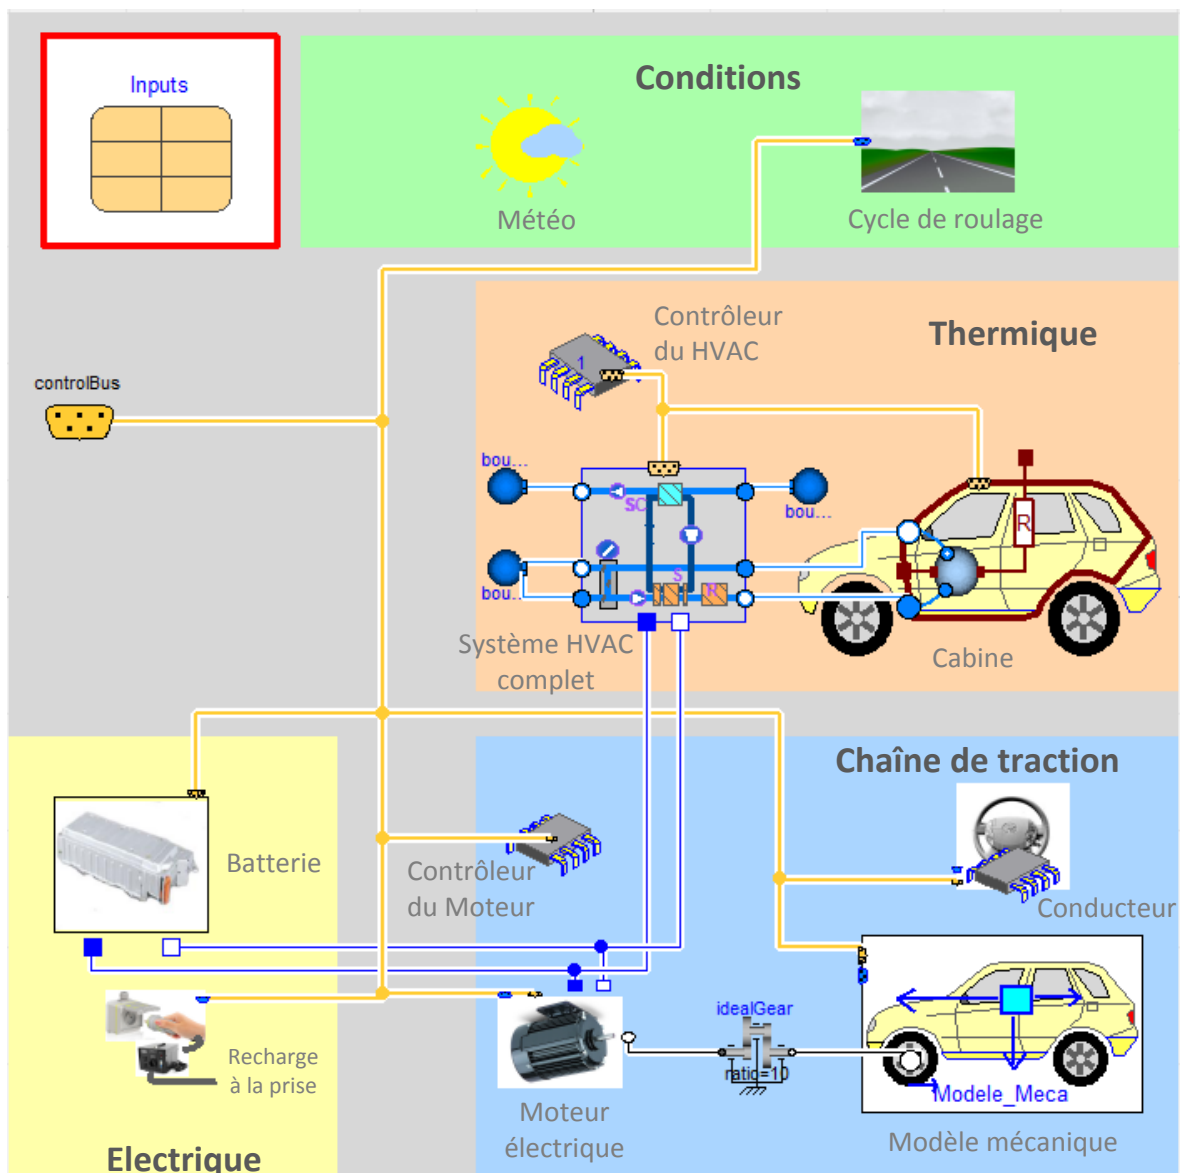 Inputs
Conditions
Météo
Cycle de roulage
Contrôleur
du HVAC
Thermique
1
controlBus
bou...
SC
bou...
R
bou...
S
R
Système HVAC
complet
Cabine
Chaîne de traction
Batterie
Contrôleur
du Moteur
Conducteur
Recharge
à la prise
idealGear
ratio=10
Modele_Meca
Moteur
électrique
Modèle mécanique
Electrique